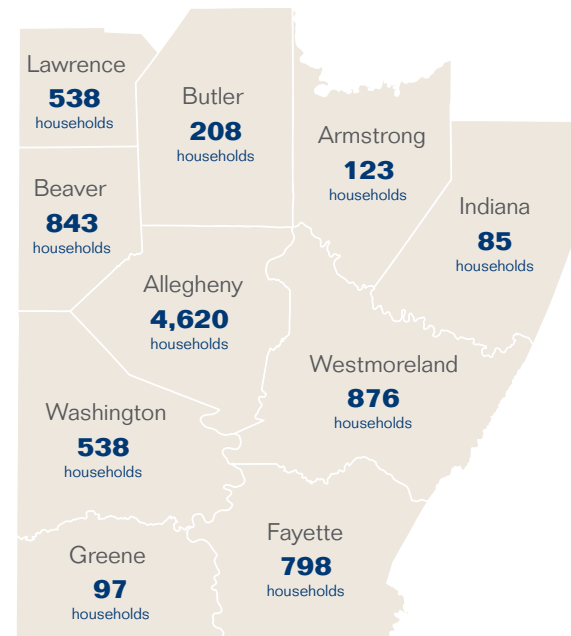 Lawrence
538
households
Butler
208
households
Armstrong
123
households
Beaver
843
households
Indiana
85
households
Allegheny
4,620
households
Westmoreland
876
households
Washington
538
households
Fayette
798
households
Greene
97
households